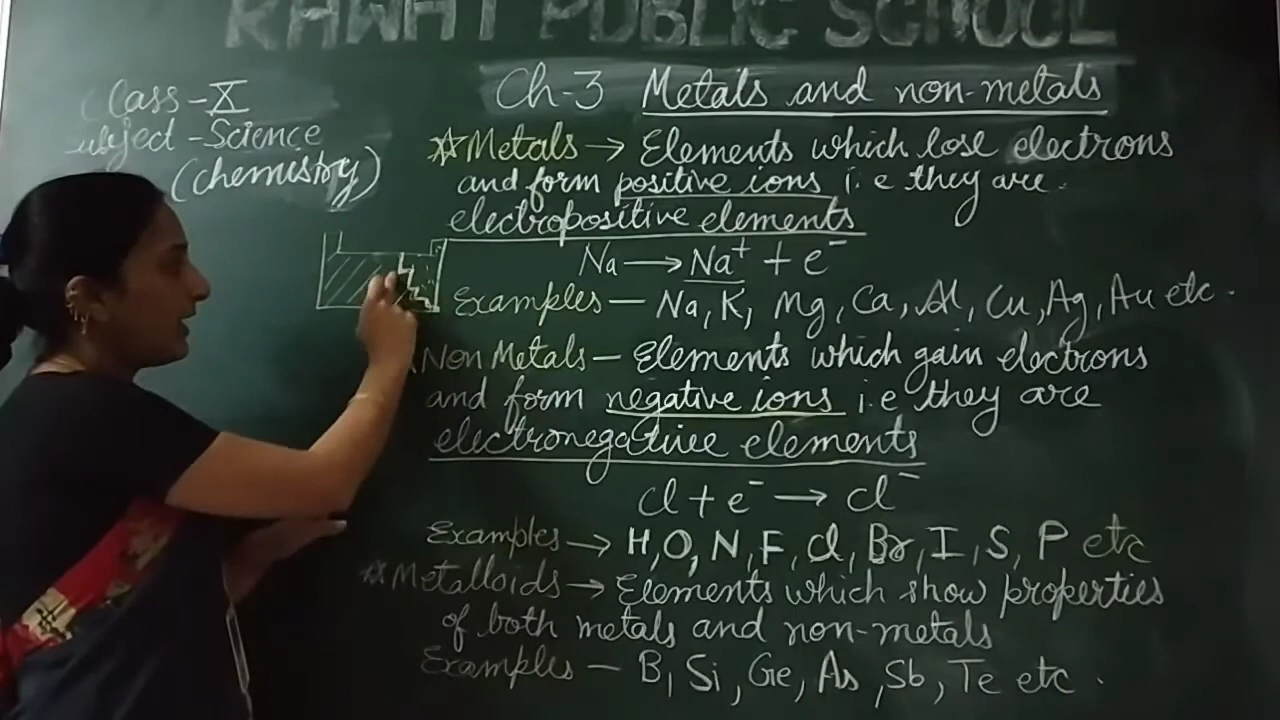 RAWAT PUBLIC SCHOOL
Class - X
Subject - Science
(Chemistry)
Ch-3 Metals and non-metals
☆Metals → Elements which lose electrons
and form positive ions i.e they are
electropositive elements
Na → Na⁺ + e⁻
Examples — Na, K, Mg, Ca, Al, Cu, Ag, Au etc.
Non Metals — Elements which gain electrons
and form negative ions i.e they are
electronegative elements
Cl + e⁻ → Cl⁻
Examples → H, O, N, F, Cl, Br, I, S, P etc
☆Metalloids → Elements which show properties
of both metals and non-metals
Examples — B, Si, Ge, As, Sb, Te etc.